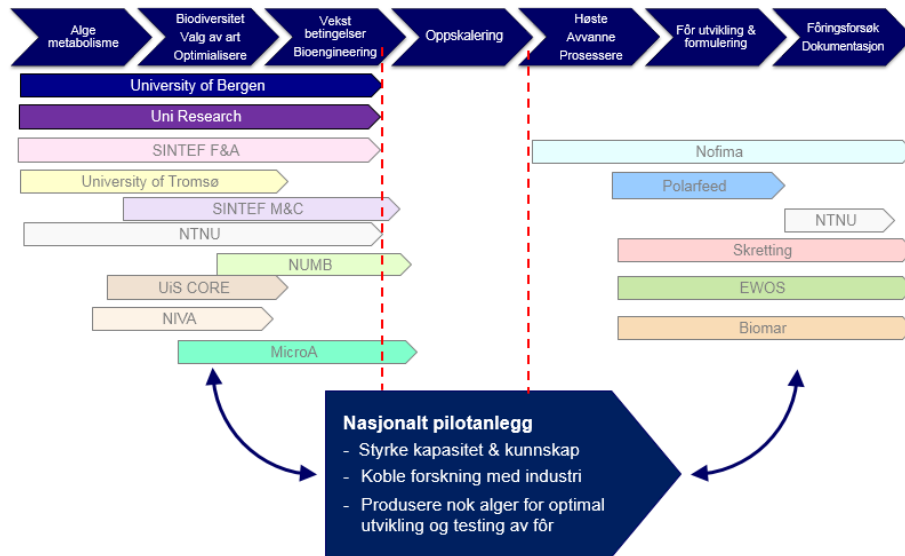 Alge
metabolisme
Biodiversitet
Valg av art
Optimialisere
Vekst
betingelser
Bioengineering
Oppskalering
Høste
Avvanne
Prosessere
Fôr utvikling &
formulering
Fôringsforsøk
Dokumentasjon
University of Bergen
Uni Research
SINTEF F&A
Nofima
University of Tromsø
Polarfeed
SINTEF M&C
NTNU
NTNU
Skretting
NUMB
UiS CORE
EWOS
NIVA
Biomar
MicroA
Nasjonalt pilotanlegg
- Styrke kapasitet & kunnskap
- Koble forskning med industri
- Produsere nok alger for optimal
utvikling og testing av fôr